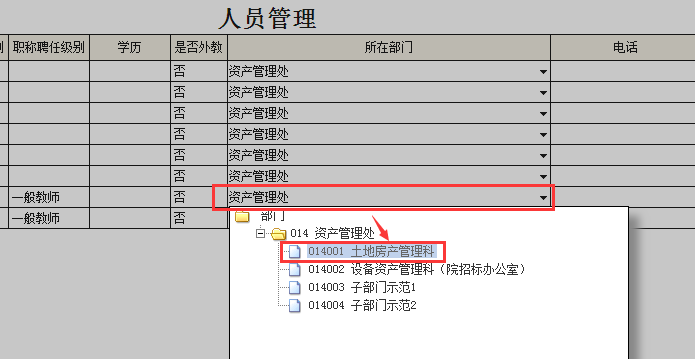 人员管理
职称聘任级别 学历 是否外教 所在部门 电话
否 资产管理处
否 资产管理处
否 资产管理处
否 资产管理处
否 资产管理处
否 资产管理处
一般教师 否 资产管理处
一般教师 否
部门
014 资产管理处
014001 土地房产管理科
014002 设备资产管理科（院招标办公室）
014003 子部门示范1
014004 子部门示范2